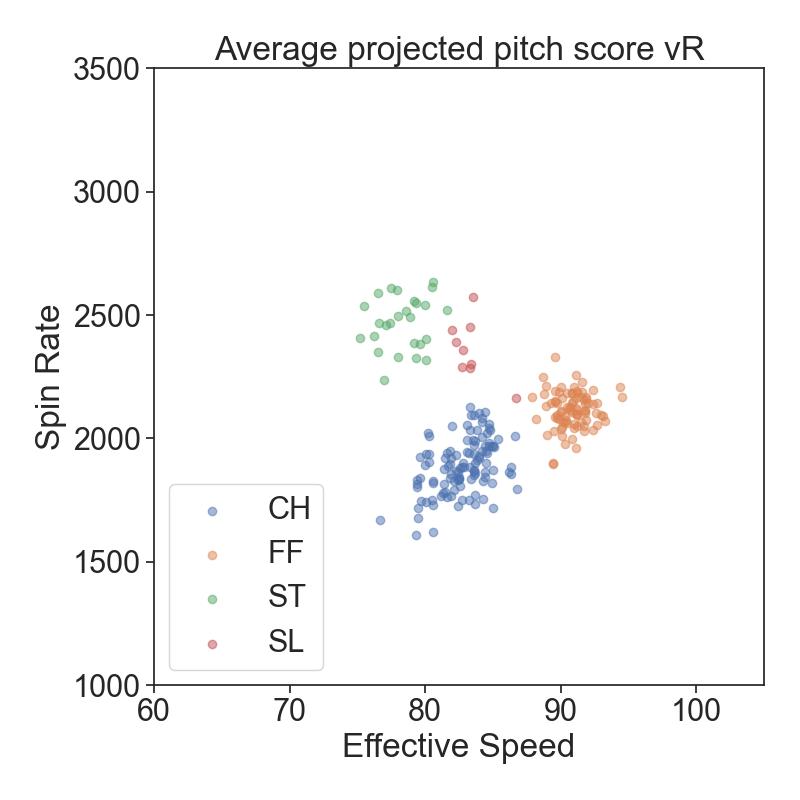 Average projected pitch score vR
3500
3000
2500
2000
1500
1000
Spin Rate
CH
FF
ST
SL
60 70 80 90 100
Effective Speed